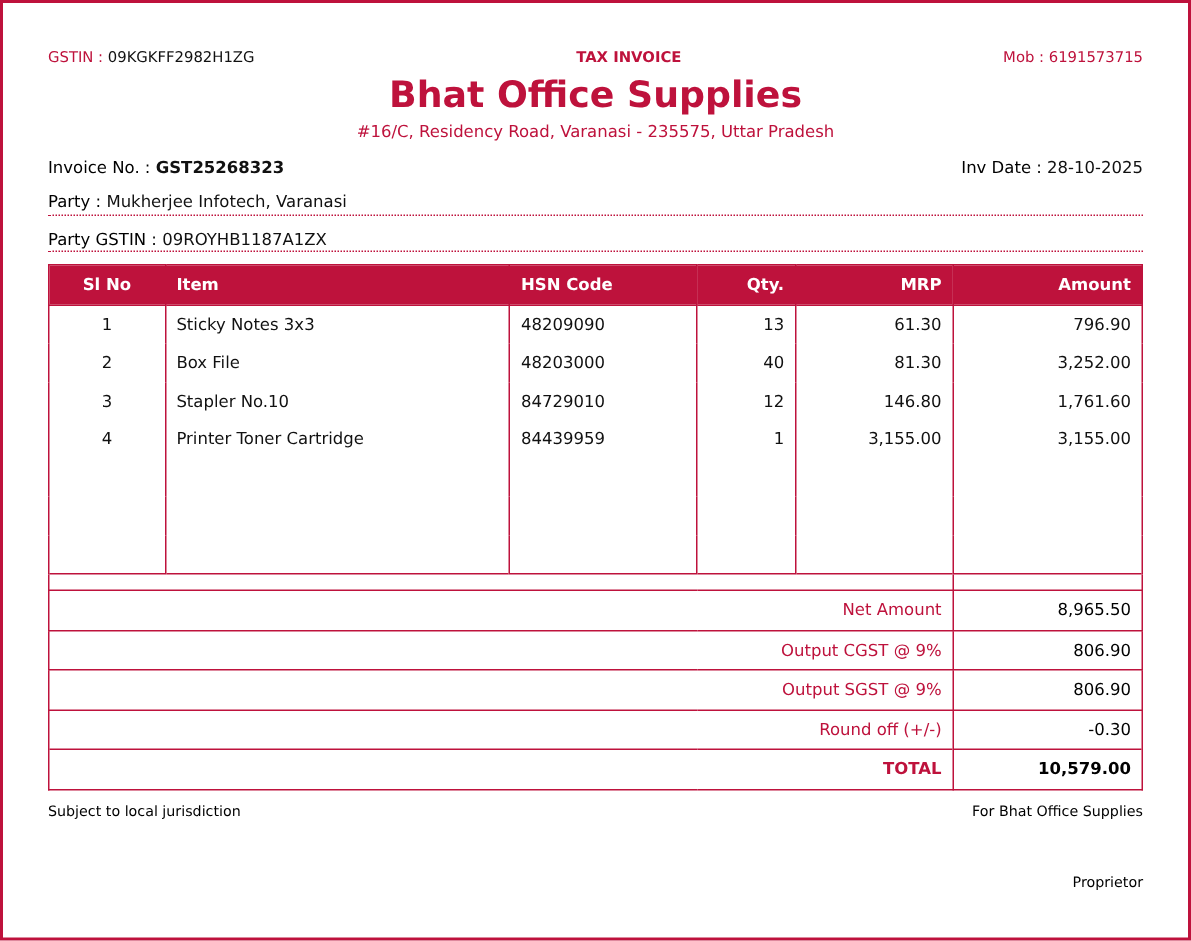 GSTIN : 09KGKFF2982H1ZG TAX INVOICE Mob : 6191573715
Bhat Office Supplies
#16/C, Residency Road, Varanasi - 235575, Uttar Pradesh
Invoice No. : GST25268323 Inv Date : 28-10-2025
Party : Mukherjee Infotech, Varanasi
Party GSTIN : 09ROYHB1187A1ZX
Sl No Item HSN Code Qty. MRP Amount
1 Sticky Notes 3x3 48209090 13 61.30 796.90
2 Box File 48203000 40 81.30 3,252.00
3 Stapler No.10 84729010 12 146.80 1,761.60
4 Printer Toner Cartridge 84439959 1 3,155.00 3,155.00
Net Amount 8,965.50
Output CGST @ 9% 806.90
Output SGST @ 9% 806.90
Round off (+/-) -0.30
TOTAL 10,579.00
Subject to local jurisdiction For Bhat Office Supplies
Proprietor